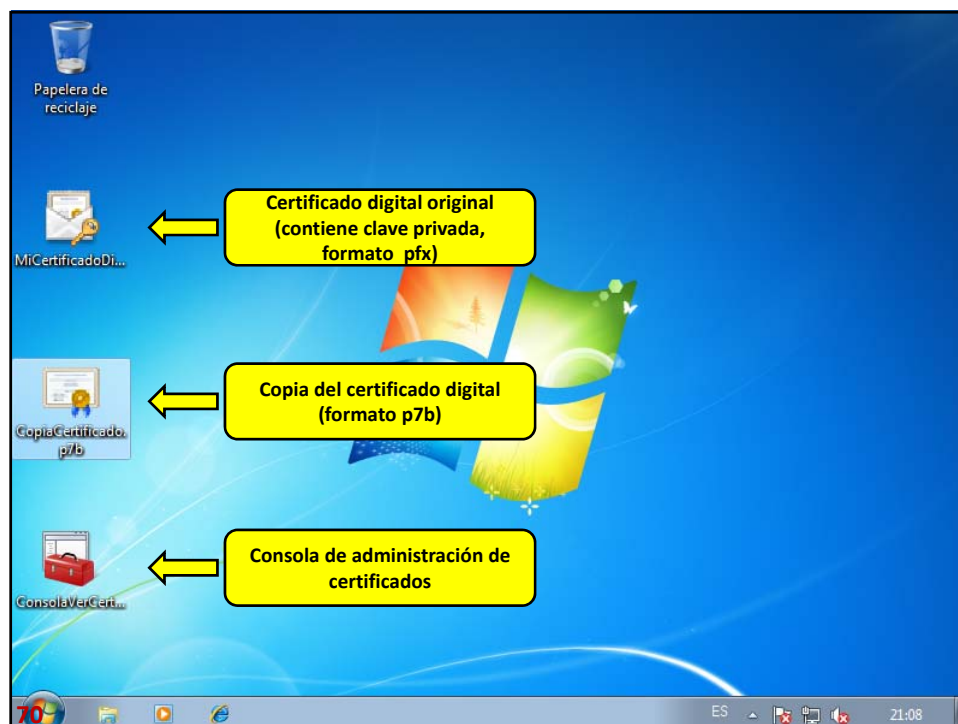 Papelera de
reciclaje
Certificado digital original
(contiene clave privada,
formato pfx)
MiCertificadoDi...
Copia del certificado digital
(formato p7b)
CopiaCertificado.
p7b
Consola de administración de
certificados
ConsolaVerCert...
70
ES
21:08